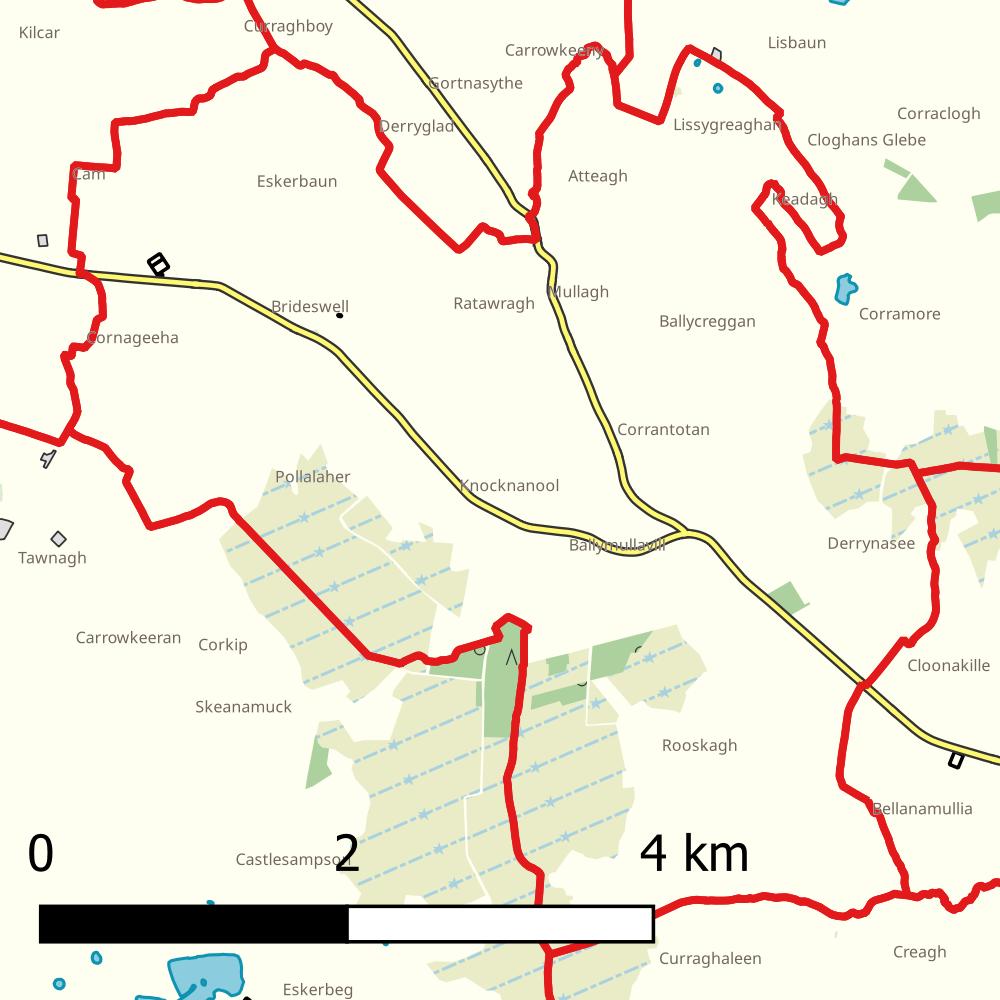 Curraghboy
Kilcar
Lisbaun
Carrowkeeny
Gortnasythe
Corraclogh
Derryglad
Lissygreaghan
Cloghans Glebe
Cam
Atteagh
Eskerbaun
Keadagh
Mullagh
Ratawragh
Brideswell
Corramore
Ballycreggan
Cornageeha
Corrantotan
Pollalaher
Knocknanool
Derrynasee
Ballymullavill
Tawnagh
Carrowkeeran
Corkip
Cloonakille
Skeanamuck
Rooskagh
Bellanamullia
0
2
4 km
Castlesampson
Creagh
Curraghaleen
Eskerbeg